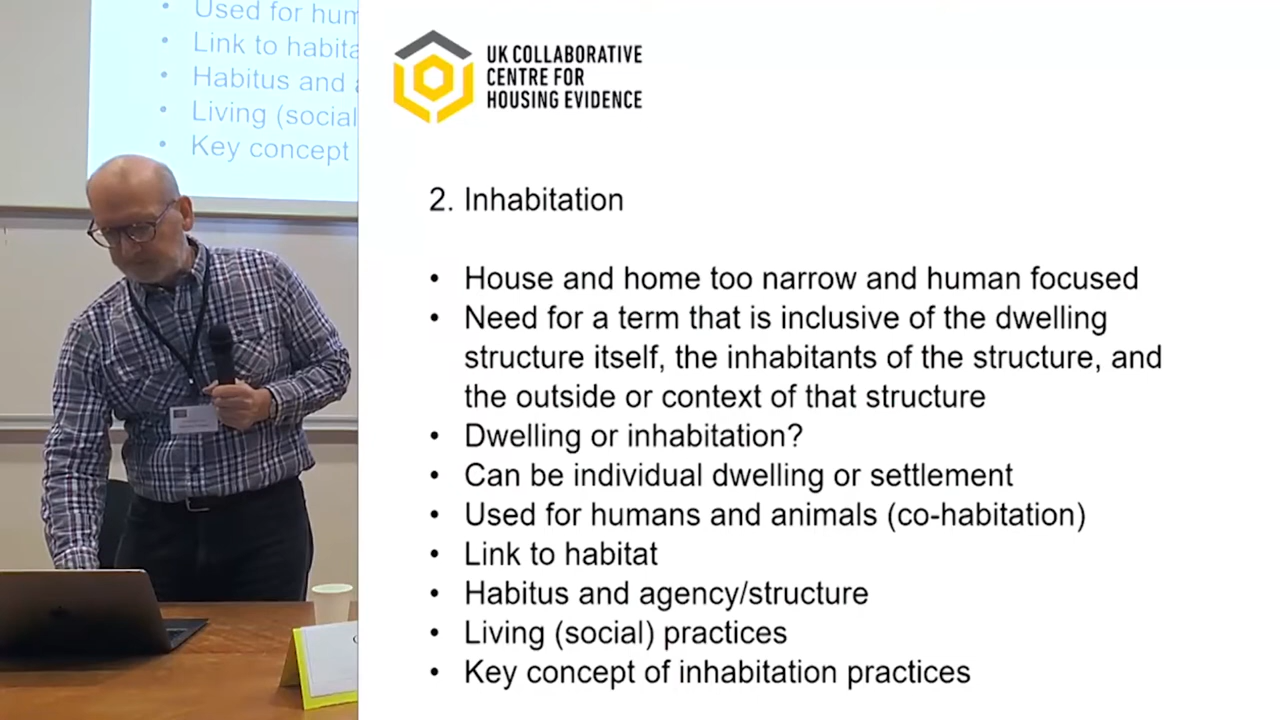 Used for hum
Link to habita
Habitus and a
Living (social
Key concept
UK COLLABORATIVE
CENTRE FOR
HOUSING EVIDENCE
2. Inhabitation
• House and home too narrow and human focused
• Need for a term that is inclusive of the dwelling
structure itself, the inhabitants of the structure, and
the outside or context of that structure
• Dwelling or inhabitation?
• Can be individual dwelling or settlement
• Used for humans and animals (co-habitation)
• Link to habitat
• Habitus and agency/structure
• Living (social) practices
• Key concept of inhabitation practices